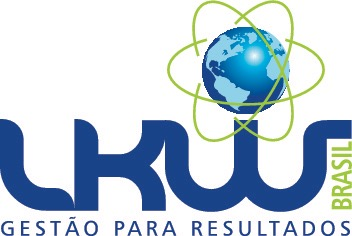 LKW
BRASIL
GESTÃO PARA RESULTADOS